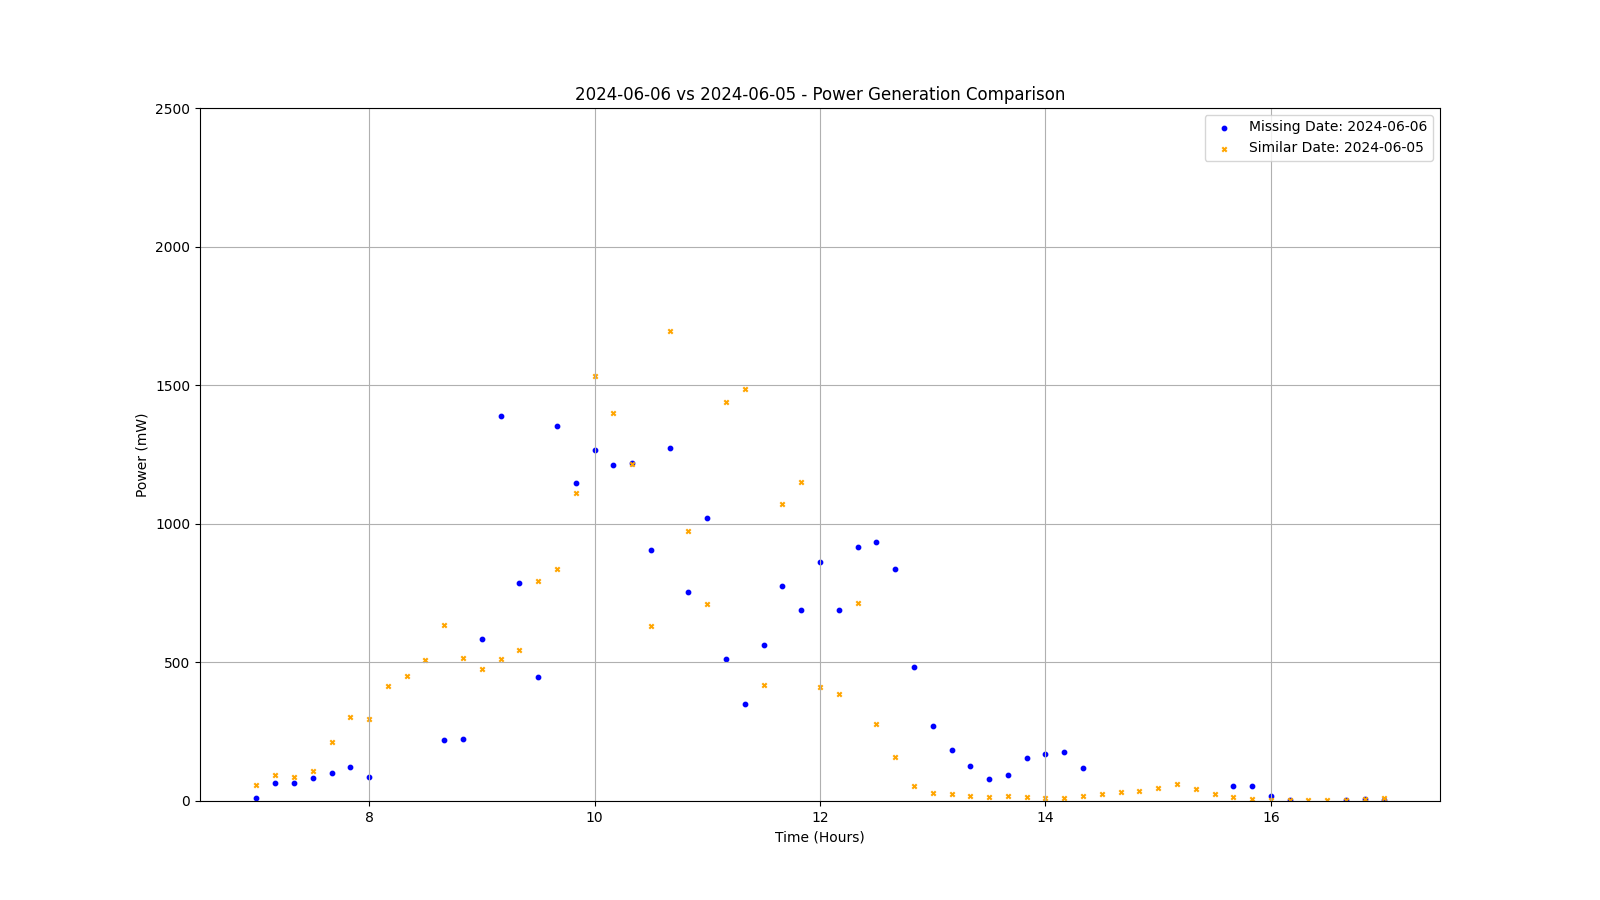 2024-06-06 vs 2024-06-05 - Power Generation Comparison
Missing Date: 2024-06-06
Similar Date: 2024-06-05
Power (mW)
2500
2000
1500
1000
500
0
8 10 12 14 16
Time (Hours)